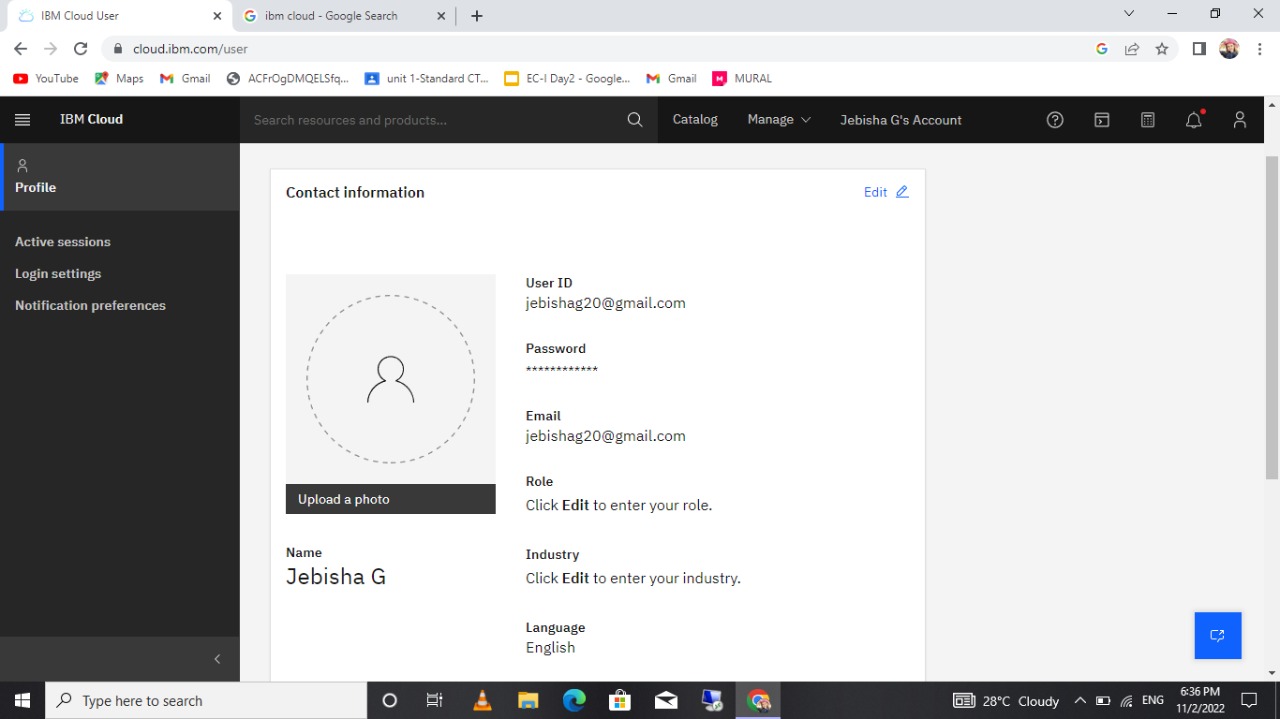 IBM Cloud User
ibm cloud - Google Search
cloud.ibm.com/user
YouTube Maps Gmail ACFrOgDMQELSfq... unit 1-Standard CT... EC-I Day2 - Google... Gmail MURAL
IBM Cloud
Search resources and products...
Catalog Manage Jebisha G's Account
Profile
Active sessions
Login settings
Notification preferences
Contact information
Edit
Upload a photo
Name
Jebisha G
User ID
jebishag20@gmail.com
Password
************
Email
jebishag20@gmail.com
Role
Click Edit to enter your role.
Industry
Click Edit to enter your industry.
Language
English
Type here to search
28°C Cloudy
ENG
6:36 PM
11/2/2022